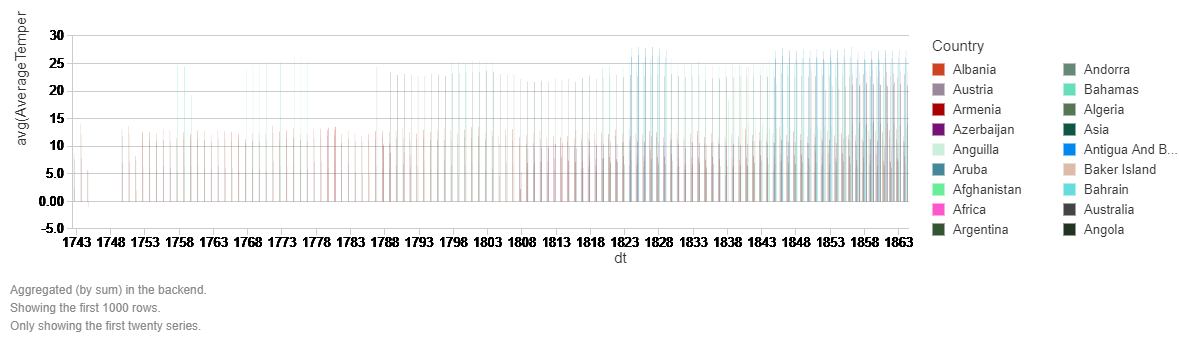 avg(AverageTemper
30
25
20
15
10
5.0
0.00
-5.0
1743 1748 1753 1758 1763 1768 1773 1778 1783 1788 1793 1798 1803 1808 1813 1818 1823 1828 1833 1838 1843 1848 1853 1858 1863
dt
Country
Albania Andorra
Austria Bahamas
Armenia Algeria
Azerbaijan Asia
Anguilla Antigua And B...
Aruba Baker Island
Afghanistan Bahrain
Africa Australia
Argentina Angola
Aggregated (by sum) in the backend.
Showing the first 1000 rows.
Only showing the first twenty series.